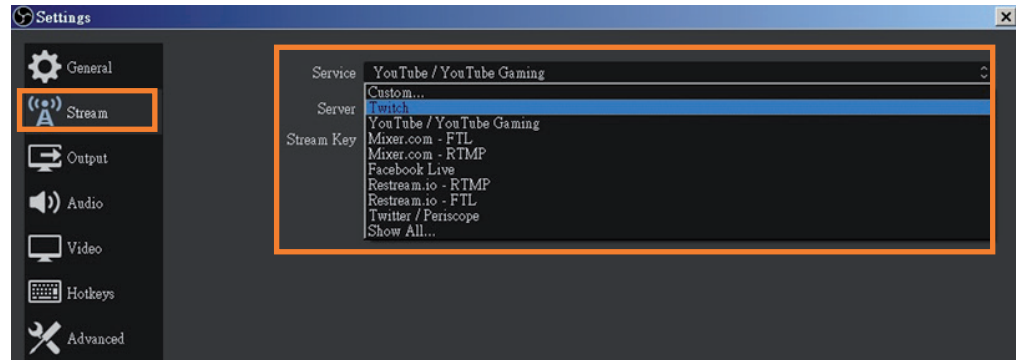 Settings
General
Stream
Output
Audio
Video
Hotkeys
Advanced
Service YouTube / YouTube Gaming
Server
Stream Key
Custom...
Twitch
YouTube / YouTube Gaming
Mixer.com - FTL
Mixer.com - RTMP
Facebook Live
Restream.io - RTMP
Restream.io - FTL
Twitter / Periscope
Show All...